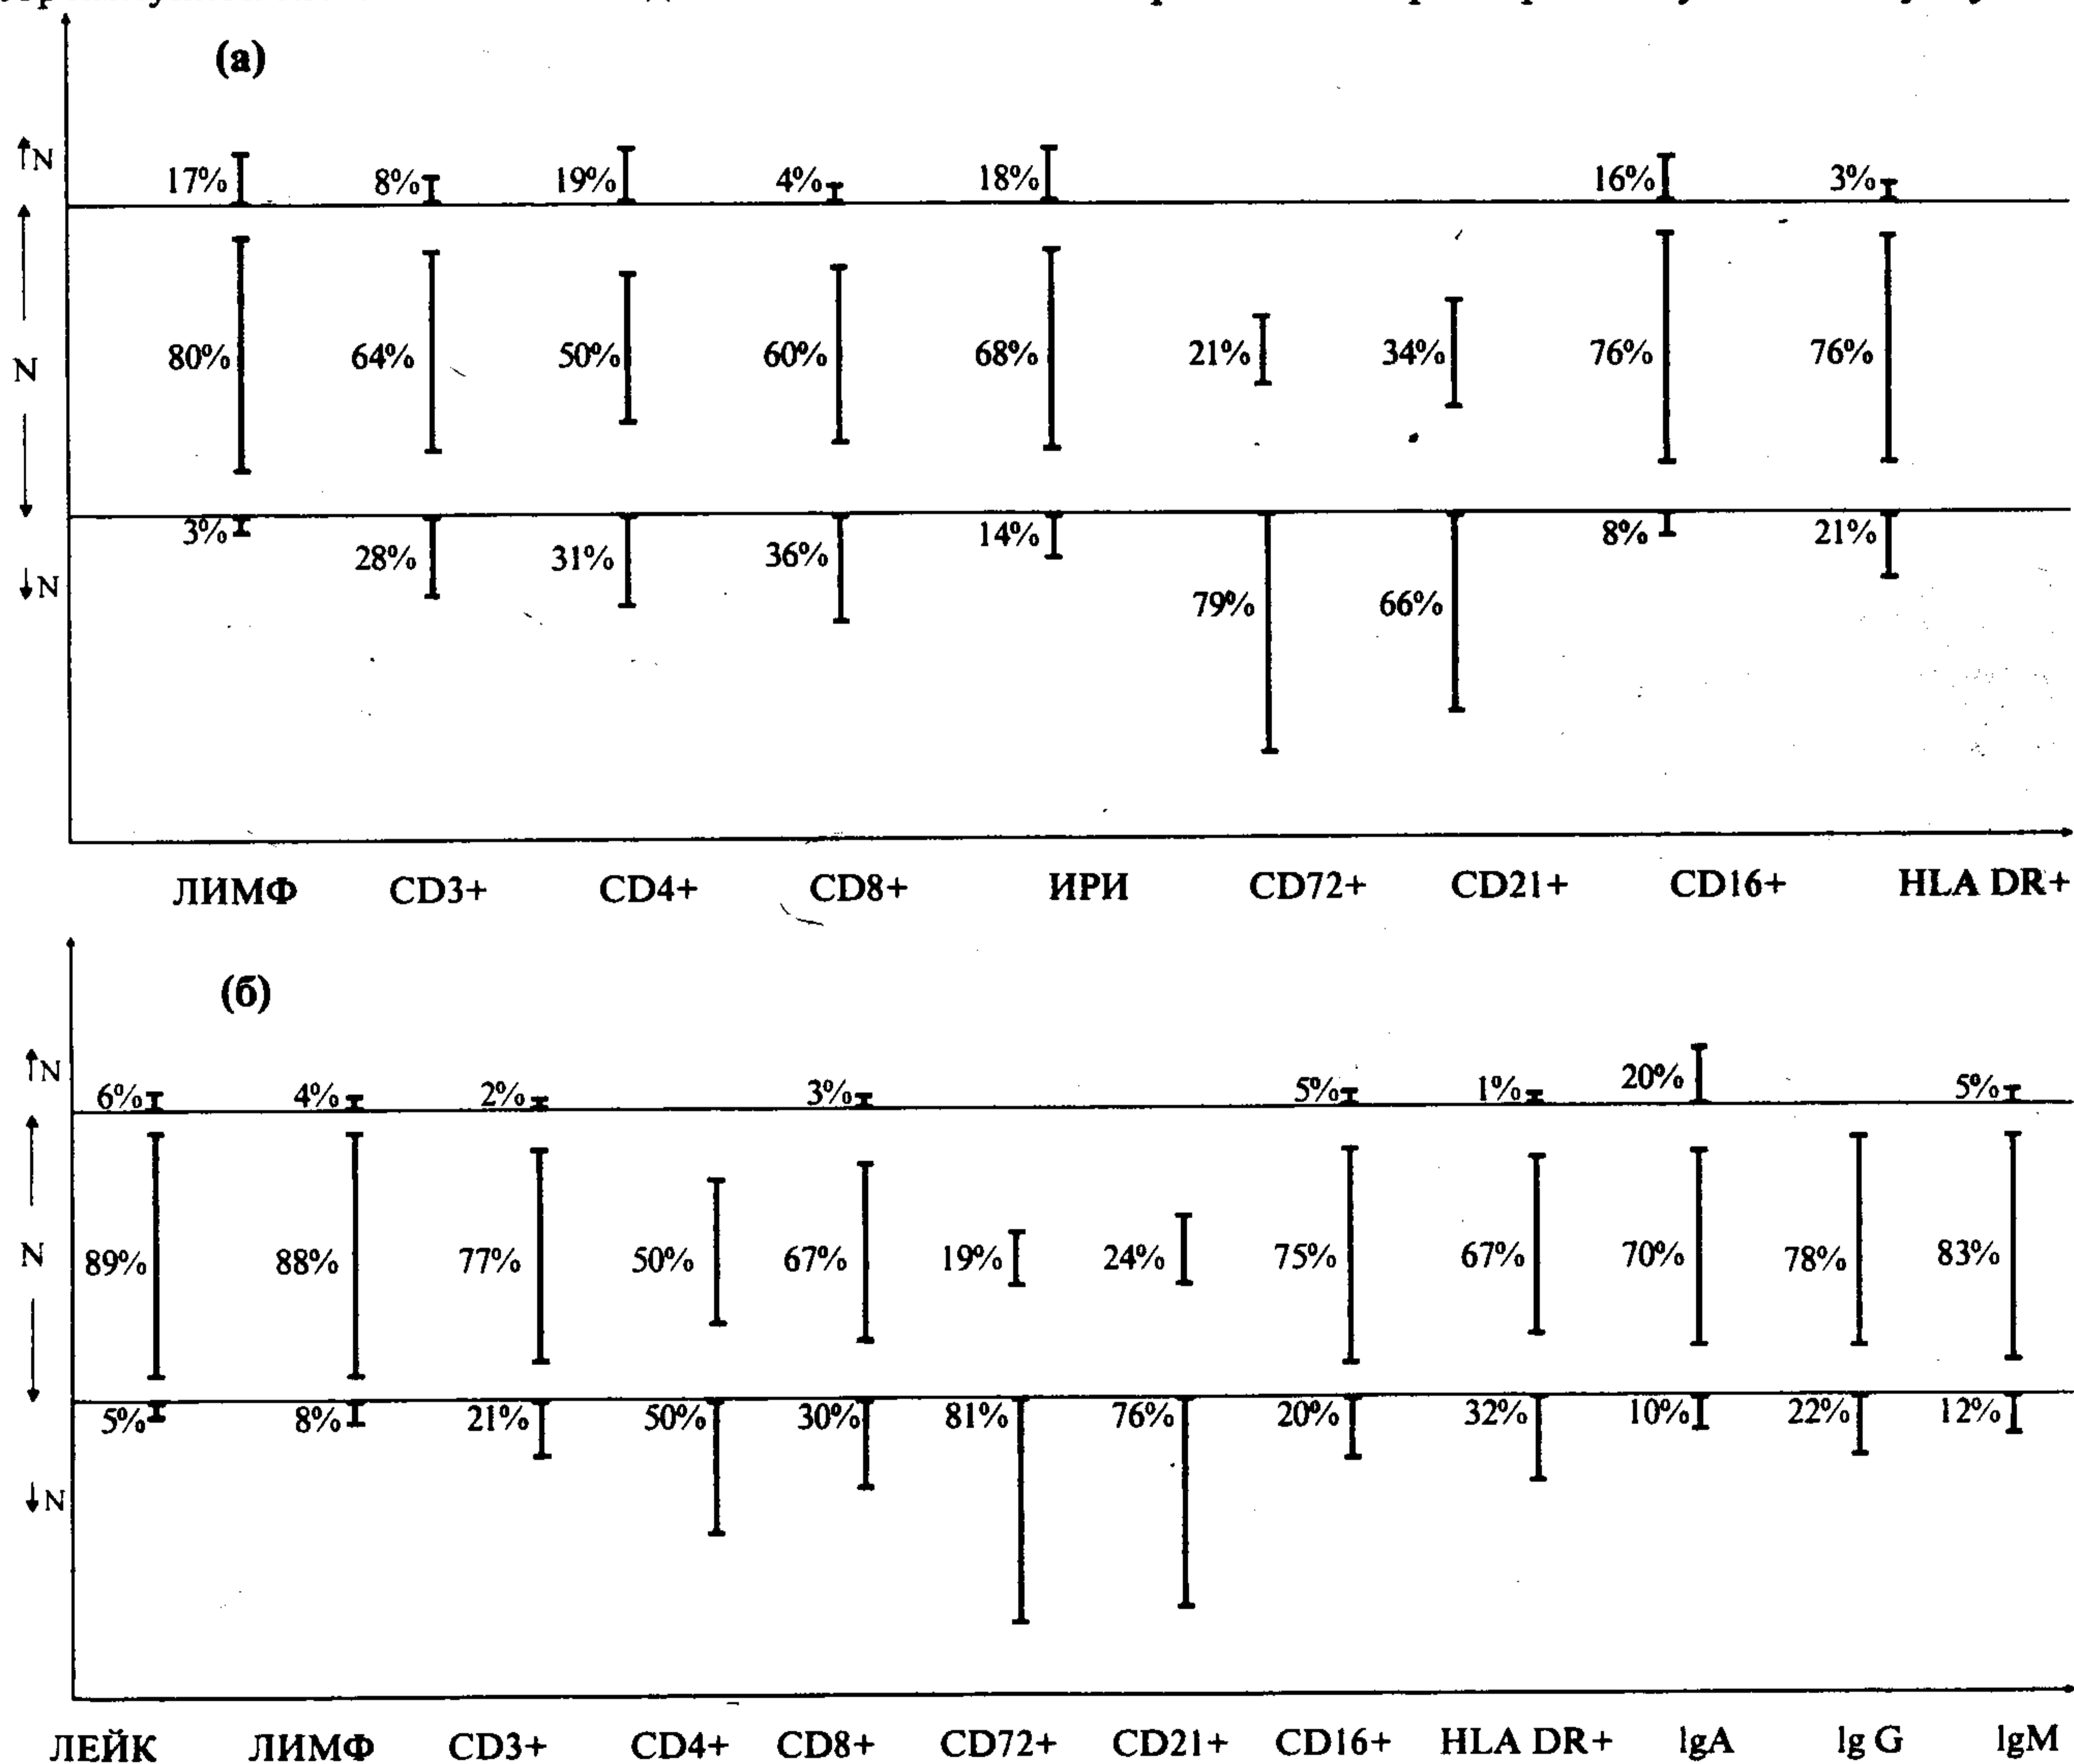 (а)
↑N
17% 8% 19% 4% 18% 16% 3%
N
80% 64% 50% 60% 68% 21% 34% 76% 76%
3% 28% 31% 36% 14% 79% 66% 8% 21%
↓N
ЛИМФ CD3+ CD4+ CD8+ ИРИ CD72+ CD21+ CD16+ HLA DR+
(б)
↑N
6% 4% 2% 3% 5% 1% 20% 5%
N
89% 88% 77% 50% 67% 19% 24% 75% 67% 70% 78% 83%
5% 8% 21% 50% 30% 81% 76% 20% 32% 10% 22% 12%
↓N
ЛЕЙК ЛИМФ CD3+ CD4+ CD8+ CD72+ CD21+ CD16+ HLA DR+ IgA Ig G IgM